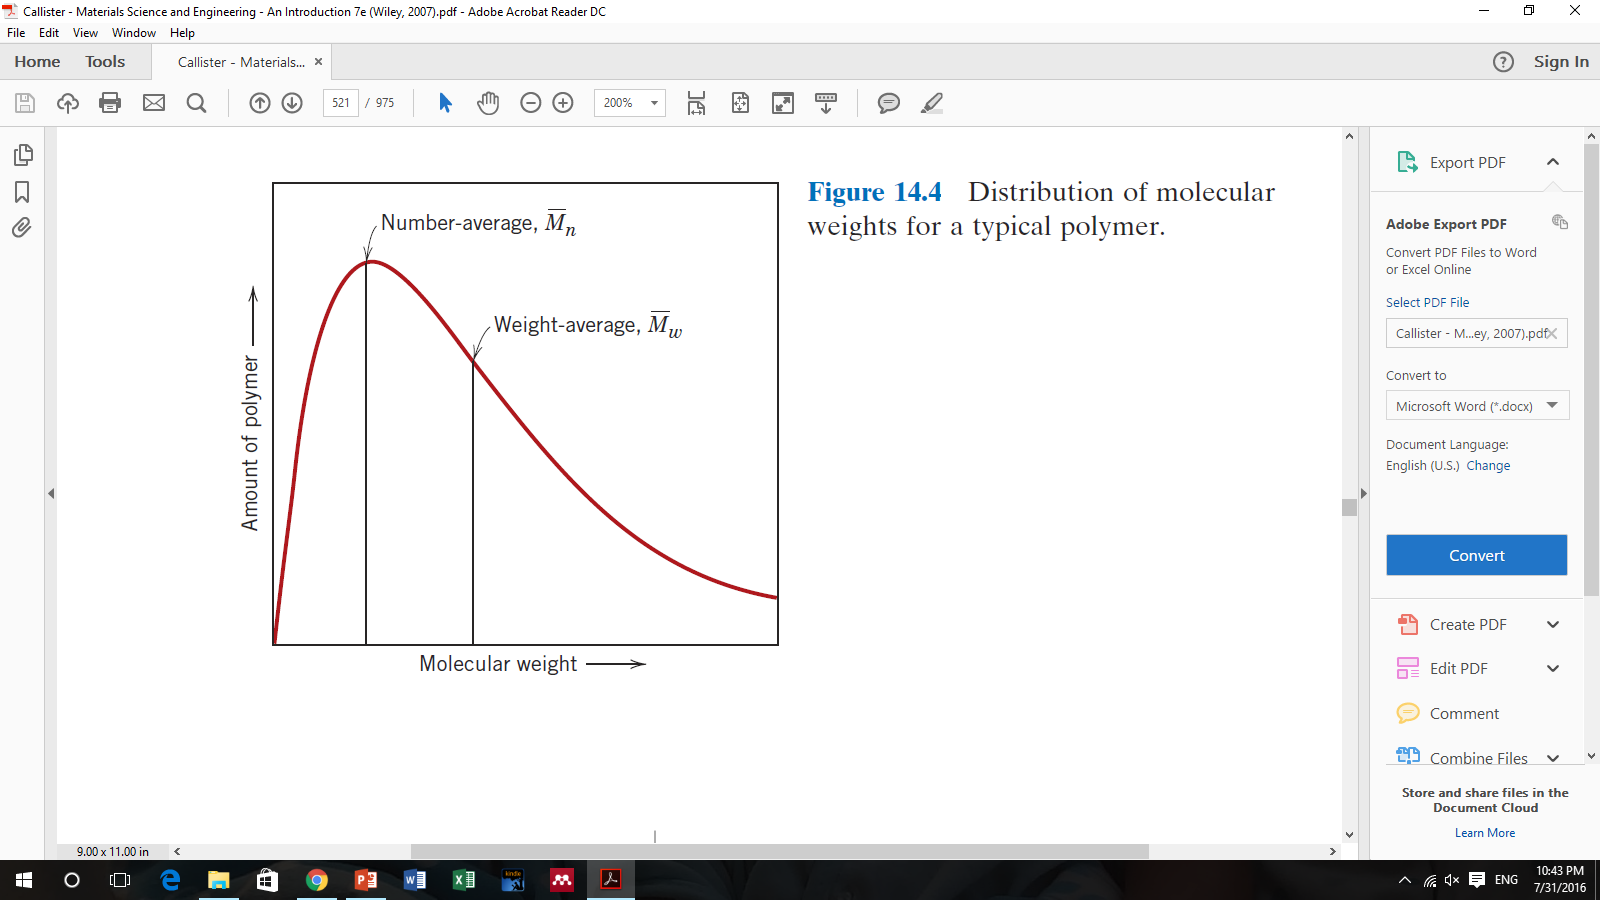 Callister - Materials Science and Engineering - An Introduction 7e (Wiley, 2007).pdf - Adobe Acrobat Reader DC
File Edit View Window Help
Home Tools Callister - Materials... × ? Sign In
521 / 975 200%
Figure 14.4 Distribution of molecular
weights for a typical polymer.
Number-average, M̅n
Weight-average, M̅w
Amount of polymer
Molecular weight
9.00 x 11.00 in
Export PDF
Adobe Export PDF
Convert PDF Files to Word
or Excel Online
Select PDF File
Callister - M...ey, 2007).pdf
Convert to
Microsoft Word (*.docx)
Document Language:
English (U.S.) Change
Convert
Create PDF
Edit PDF
Comment
Combine Files
Store and share files in the
Document Cloud
Learn More
kindle
ENG
10:43 PM
7/31/2016